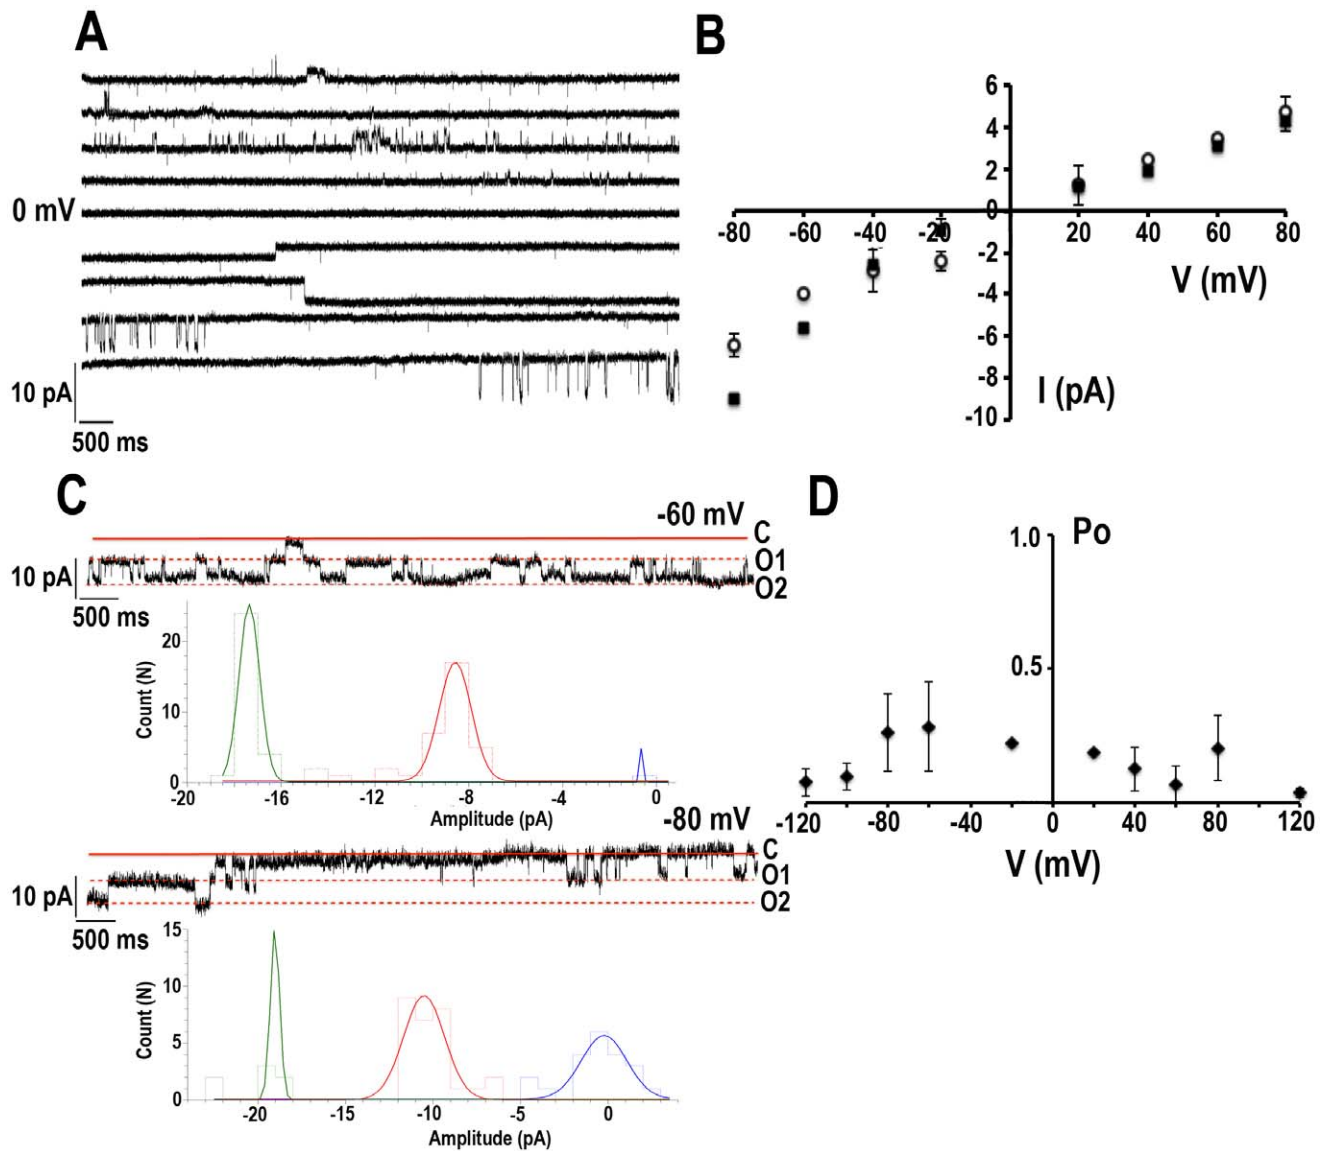 A
0 mV
10 pA
500 ms
B
6
4
2
0
-80 -60 -40 -20 20 40 60 80
-2
-4
-6
-8
-10
V (mV)
I (pA)
C
-60 mV
C
O1
O2
10 pA
500 ms
Count (N)
20
10
0
-20 -16 -12 -8 -4 0
Amplitude (pA)
-80 mV
C
O1
O2
10 pA
500 ms
Count (N)
15
10
5
0
-20 -15 -10 -5 0
Amplitude (pA)
D
Po
1.0
0.5
-120 -80 -40 0 40 80 120
V (mV)